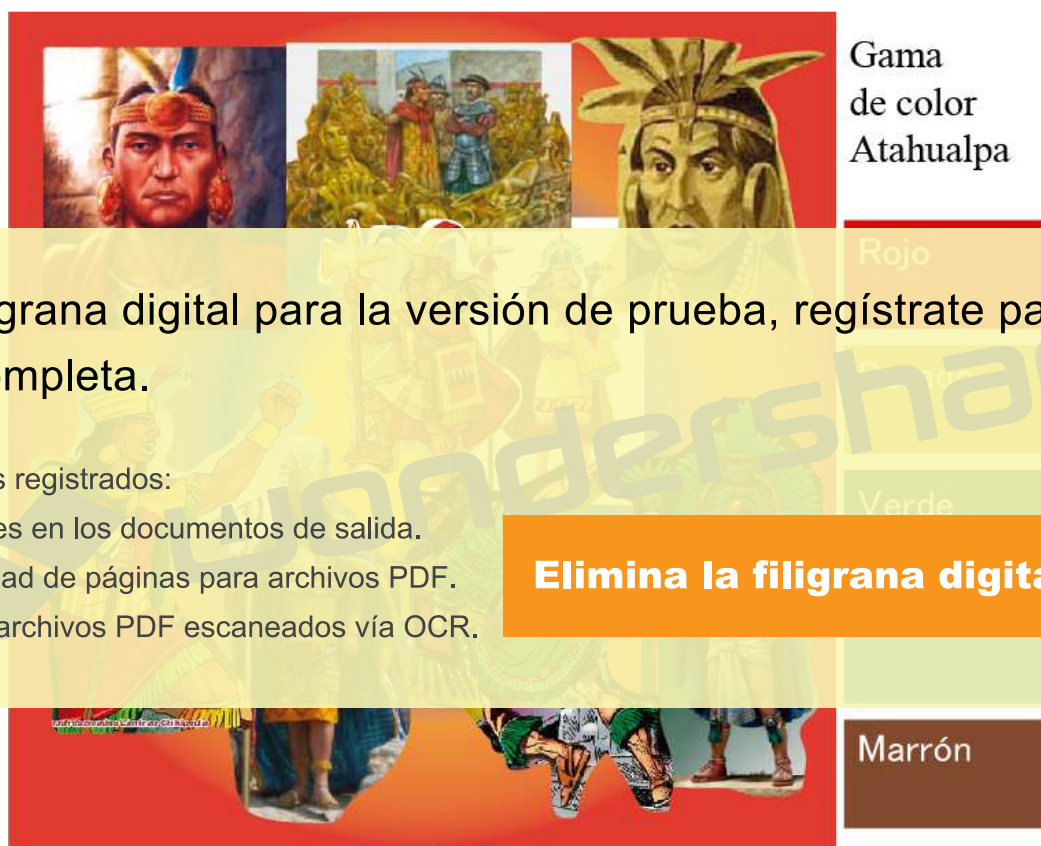 Gama
de color
Atahualpa
Rojo
grana digital para la versión de prueba, regístrate pa
ompleta.
Dorado
wondersha
s registrados:
es en los documentos de salida.
Verde
ad de páginas para archivos PDF.
Elimina la filigrana digita
archivos PDF escaneados vía OCR.
Marrón